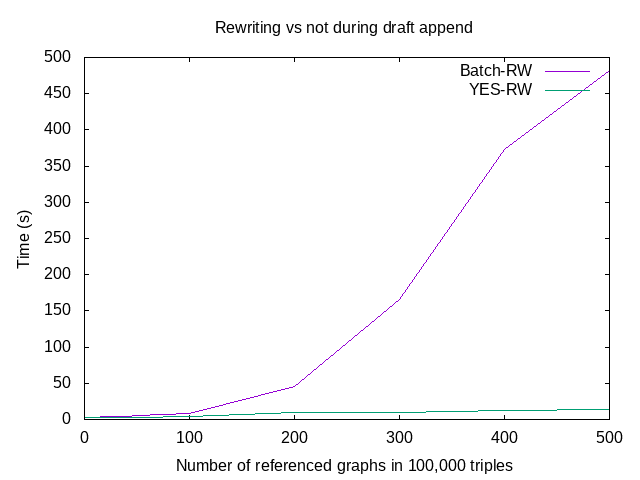 Rewriting vs not during draft append
500
450
400
350
300
250
200
150
100
50
0
Time (s)
Batch-RW
YES-RW
0 100 200 300 400 500
Number of referenced graphs in 100,000 triples